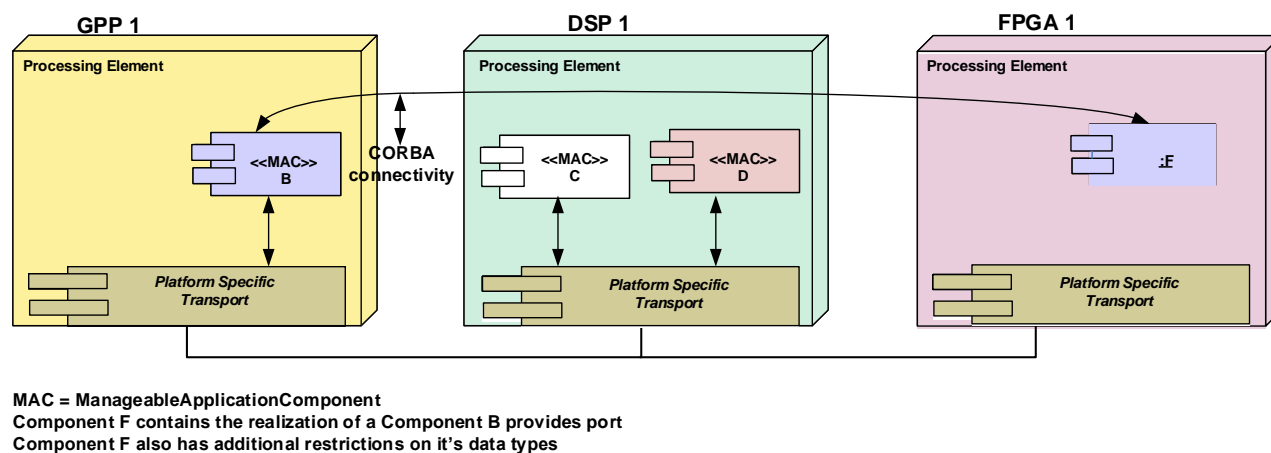 GPP 1
DSP 1
FPGA 1
Processing Element
Processing Element
Processing Element
<<MAC>>
B
CORBA
connectivity
<<MAC>>
C
<<MAC>>
D
:F
Platform Specific
Transport
Platform Specific
Transport
Platform Specific
Transport
MAC = ManageableApplicationComponent
Component F contains the realization of a Component B provides port
Component F also has additional restrictions on it's data types